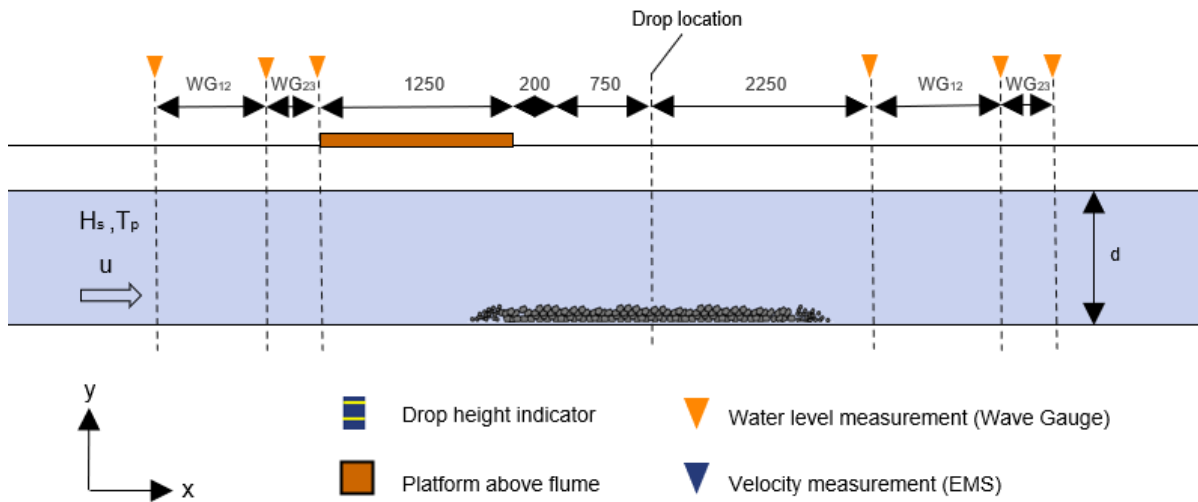 Drop location
WG₁₂ WG₂₃ 1250 200 750 2250 WG₁₂ WG₂₃
Hₛ ,Tₚ
u
d
y
x
Drop height indicator
Water level measurement (Wave Gauge)
Platform above flume
Velocity measurement (EMS)